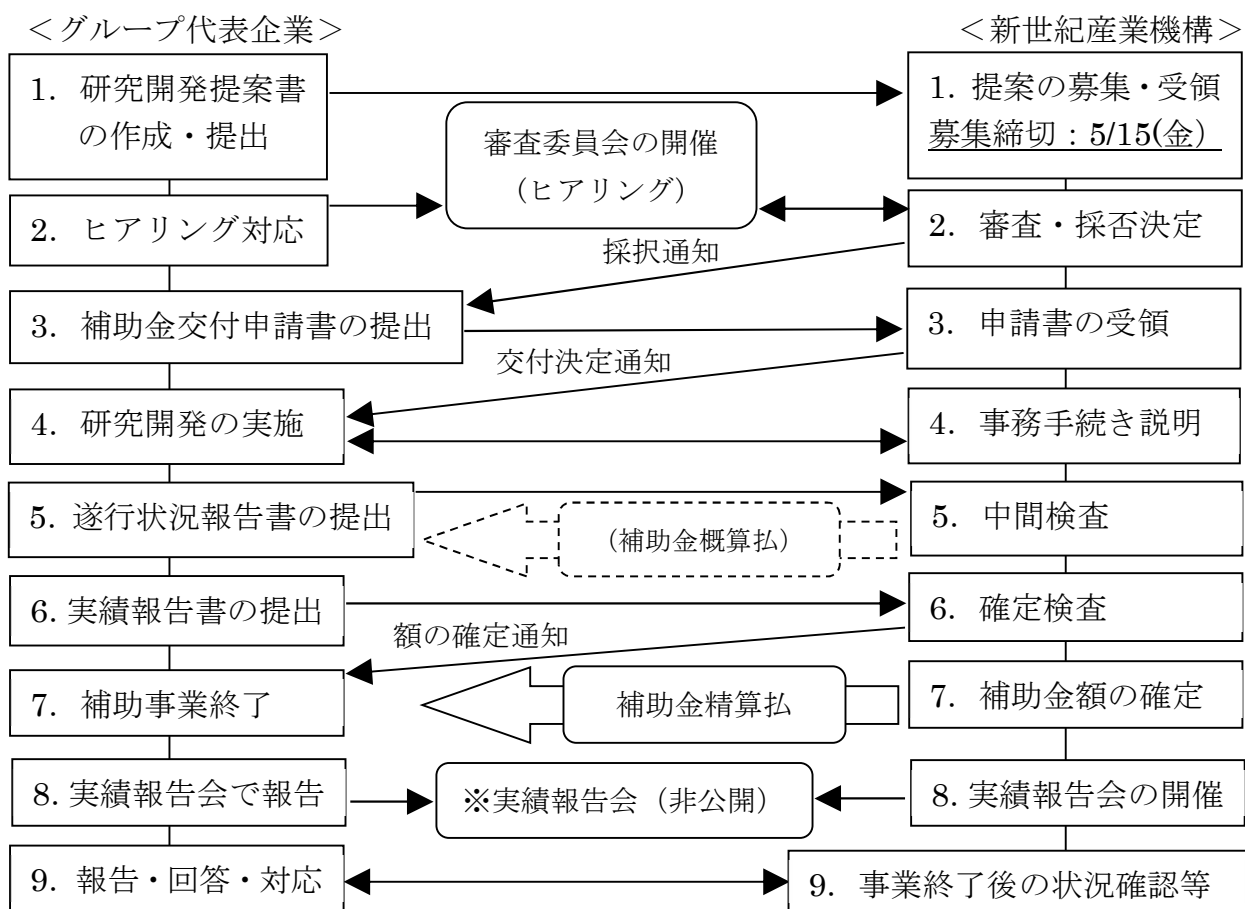 ＜グループ代表企業＞
＜新世紀産業機構＞
1. 研究開発提案書
の作成・提出
1. 提案の募集・受領
募集締切：5/15(金）
審査委員会の開催
（ヒアリング）
2. ヒアリング対応
2. 審査・採否決定
採択通知
3. 補助金交付申請書の提出
3. 申請書の受領
交付決定通知
4. 研究開発の実施
4. 事務手続き説明
5. 遂行状況報告書の提出
（補助金概算払）
5. 中間検査
6. 実績報告書の提出
6. 確定検査
額の確定通知
7. 補助事業終了
補助金精算払
7. 補助金額の確定
8. 実績報告会で報告
※実績報告会（非公開）
8. 実績報告会の開催
9. 報告・回答・対応
9. 事業終了後の状況確認等